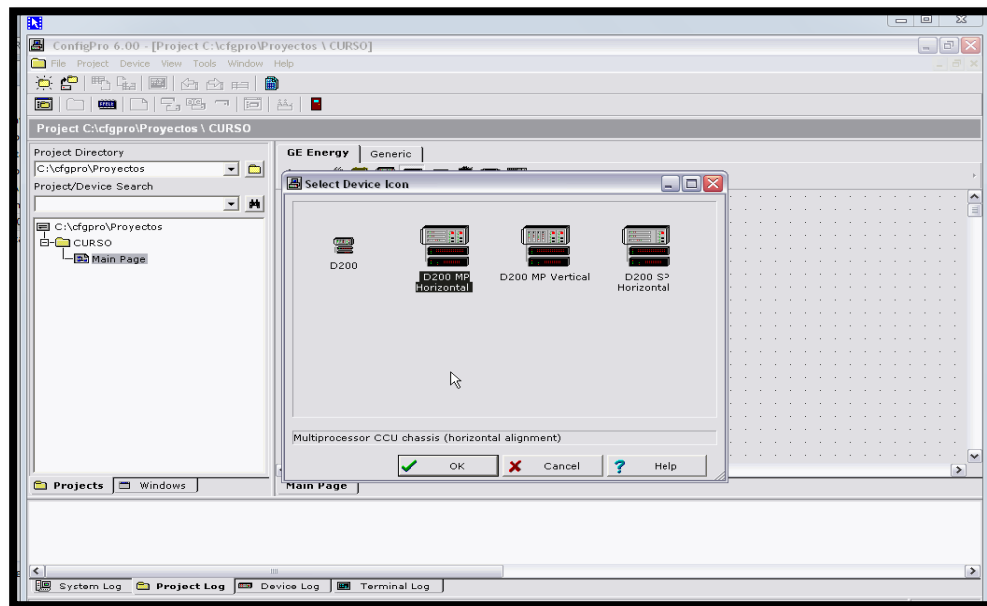 ConfigPro 6.00 - [Project C:\cfgpro\Proyectos \ CURSO]
File Project Device View Tools Window Help
Project C:\cfgpro\Proyectos \ CURSO
Project Directory
C:\cfgpro\Proyectos
Project/Device Search
C:\cfgpro\Proyectos
CURSO
Main Page
Projects Windows
GE Energy Generic
Select Device Icon
D200
D200 MP Horizontal
D200 MP Vertical
D200 SP Horizontal
Multiprocessor CCU chassis (horizontal alignment)
OK Cancel Help
Main Page
System Log Project Log Device Log Terminal Log